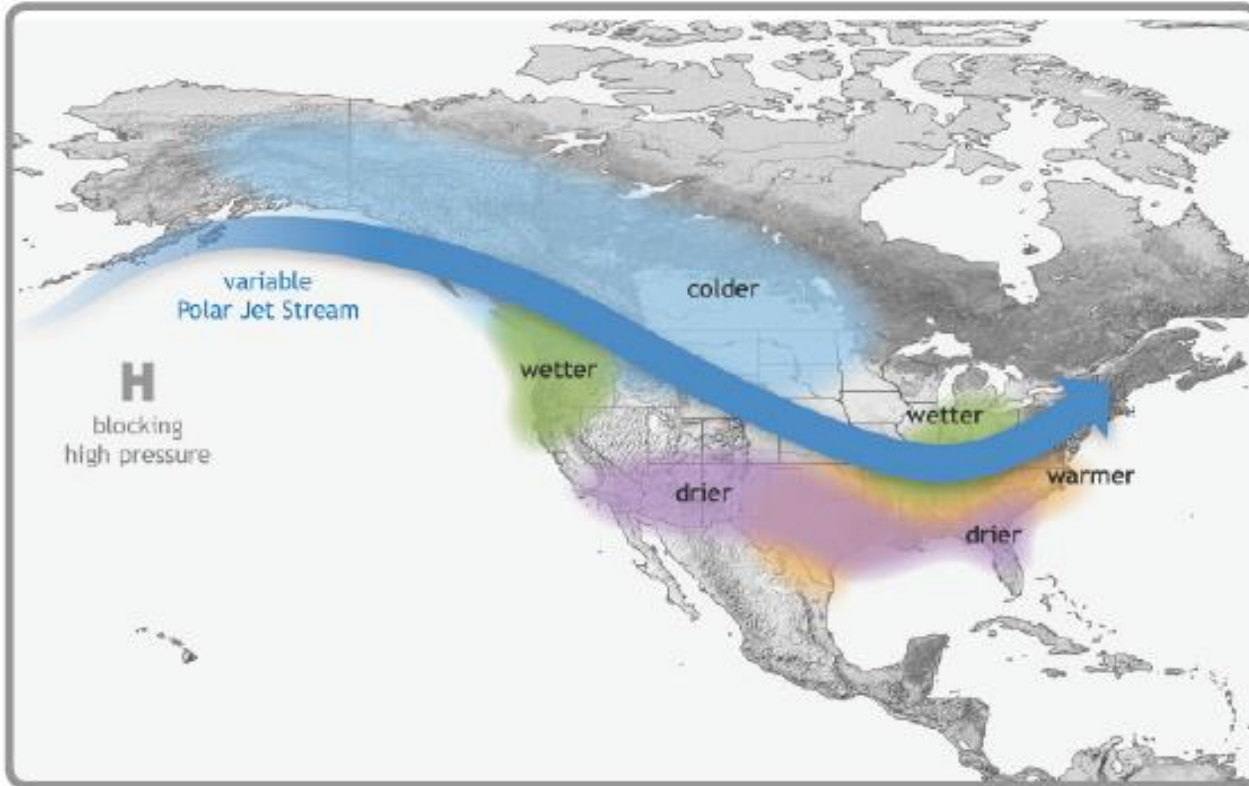 variable
Polar Jet Stream
colder
H
blocking
high pressure
wetter
wetter
warmer
drier
drier